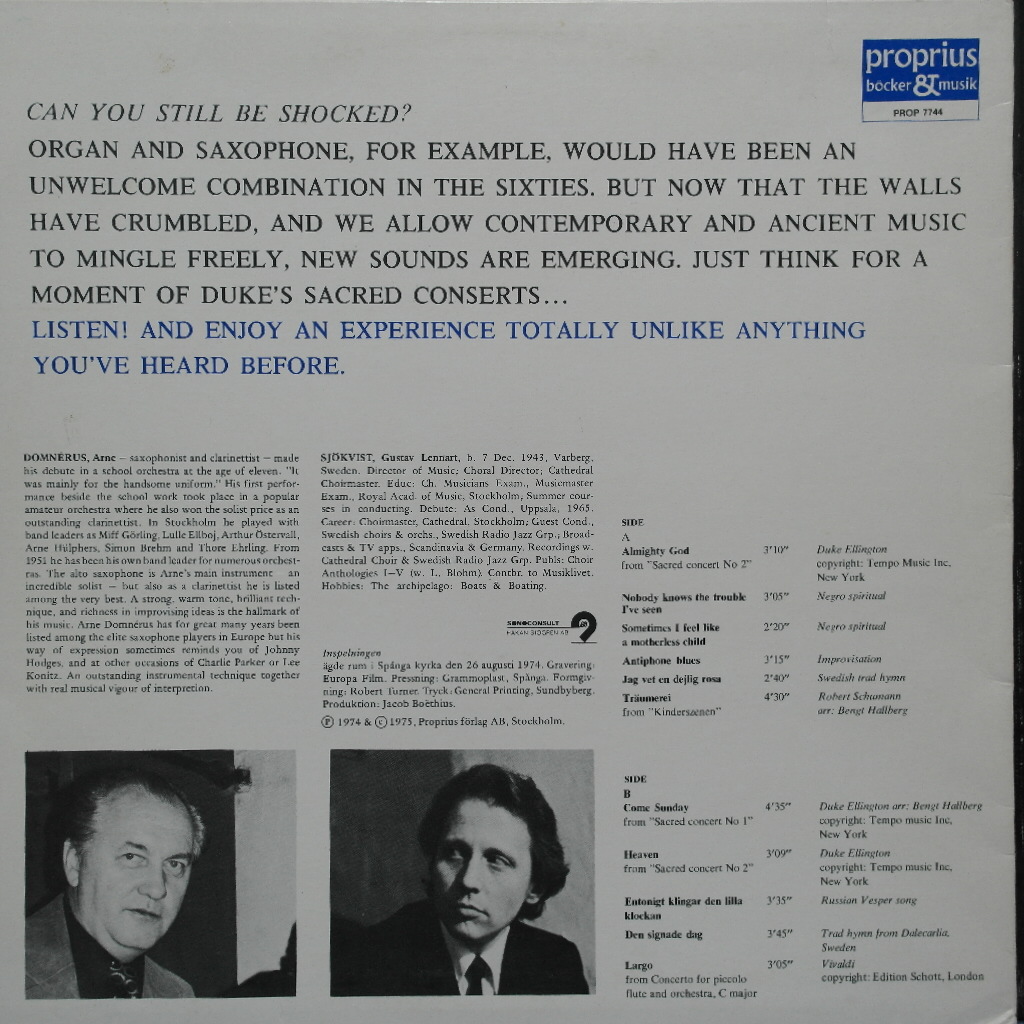 proprius
böcker & musik
PROP 7744
CAN YOU STILL BE SHOCKED?
ORGAN AND SAXOPHONE, FOR EXAMPLE, WOULD HAVE BEEN AN
UNWELCOME COMBINATION IN THE SIXTIES. BUT NOW THAT THE WALLS
HAVE CRUMBLED, AND WE ALLOW CONTEMPORARY AND ANCIENT MUSIC
TO MINGLE FREELY, NEW SOUNDS ARE EMERGING. JUST THINK FOR A
MOMENT OF DUKE'S SACRED CONSERTS...
LISTEN! AND ENJOY AN EXPERIENCE TOTALLY UNLIKE ANYTHING
YOU'VE HEARD BEFORE.
DOMNÉRUS, Arne – saxophonist and clarinettist – made
his debute in a school orchestra at the age of eleven. "It
was mainly for the handsome uniform." His first perfor-
mance beside the school work took place in a popular
amateur orchestra where he also won the solist price as an
outstanding clarinettist. In Stockholm he played with
band leaders as Miff Görling, Lulle Ellboj, Arthur Österwall,
Arne Hülphers, Simon Brehm and Thore Ehrling. From
1951 he has been his own band leader for numerous orchest-
ras. The alto saxophone is Arne's main instrument – an
incredible solist – but also as a clarinettist he is listed
among the very best. A strong, warm tone, brilliant tech-
nique, and richness in improvising ideas is the hallmark of
his music. Arne Domnérus has for great many years been
listed among the elite saxophone players in Europe but his
way of expression sometimes reminds you of Johnny
Hodges, and at other occasions of Charlie Parker or Lee
Konitz. An outstanding instrumental technique together
with real musical vigour of interpretion.
SJÖKVIST, Gustav Lennart, b. 7 Dec. 1943, Varberg,
Sweden. Director of Music; Choral Director; Cathedral
Choirmaster. Educ: Ch. Musicians Exam., Musicmaster
Exam., Royal Acad. of Music, Stockholm; Summer cour-
ses in conducting. Debute: As Cond., Uppsala, 1965.
Career: Choirmaster, Cathedral, Stockholm; Guest Cond.,
Swedish choirs & orchs., Swedish Radio Jazz Grp.; Broad-
casts & TV apps., Scandinavia & Germany. Recordings w.
Cathedral Choir & Swedish Radio Jazz Grp. Publs: Choir
Anthologies I–V (w. I., Blohm). Contbr. to Musiklivet.
Hobbies: The archipelago: Boats & Boating.
SONOCONSULT
HÅKAN SJÖGREN AB
Inspelningen
ägde rum i Spånga kyrka den 26 augusti 1974. Gravering:
Europa Film. Pressning: Grammoplast, Spånga. Formgiv-
ning: Robert Turner. Tryck: General Printing, Sundbyberg.
Produktion: Jacob Boëthius.
Ⓟ 1974 & © 1975, Proprius förlag AB, Stockholm.
SIDE
A
Almighty God 3'10" Duke Ellington
from "Sacred concert No 2" copyright: Tempo Music Inc,
New York
Nobody knows the trouble 3'05" Negro spiritual
I've seen
Sometimes I feel like 2'20" Negro spiritual
a motherless child
Antiphone blues 3'15" Improvisation
Jag vet en dejlig rosa 2'40" Swedish trad hymn
Träumerei 4'30" Robert Schumann
from "Kinderszenen" arr: Bengt Hallberg
SIDE
B
Come Sunday 4'35" Duke Ellington arr: Bengt Hallberg
from "Sacred concert No 1" copyright: Tempo music Inc,
New York
Heaven 3'09" Duke Ellington
from "Sacred concert No 2" copyright: Tempo music Inc,
New York
Entonigt klingar den lilla 3'35" Russian Vesper song
klockan
Den signade dag 3'45" Trad hymn from Dalecarlia,
Sweden
Largo 3'05" Vivaldi
from Concerto for piccolo copyright: Edition Schott, London
flute and orchestra, C major